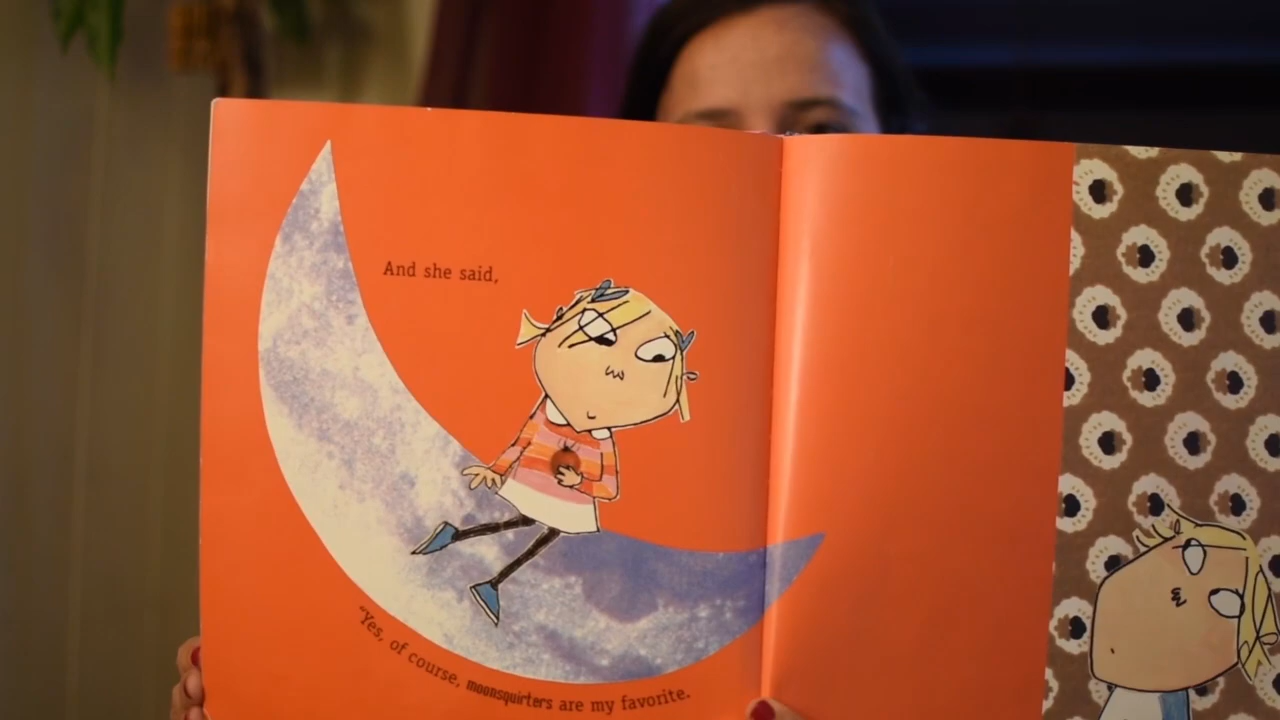 And she said,
“Yes, of course, moonsquirters are my favorite.